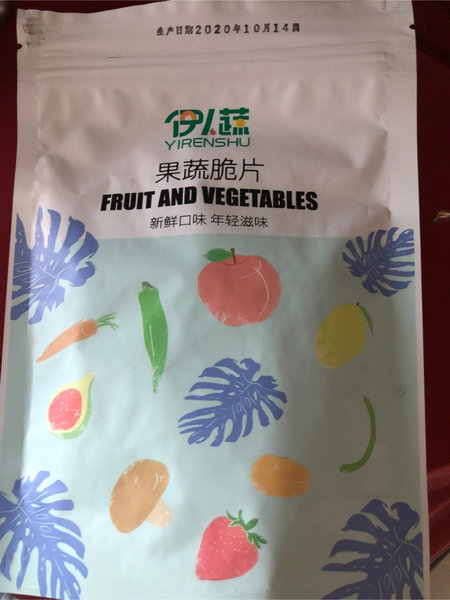 生产日期2020年10月14日
伊人蔬
YIRENSHU
果蔬脆片
FRUIT AND VEGETABLES
新鲜口味 年轻滋味